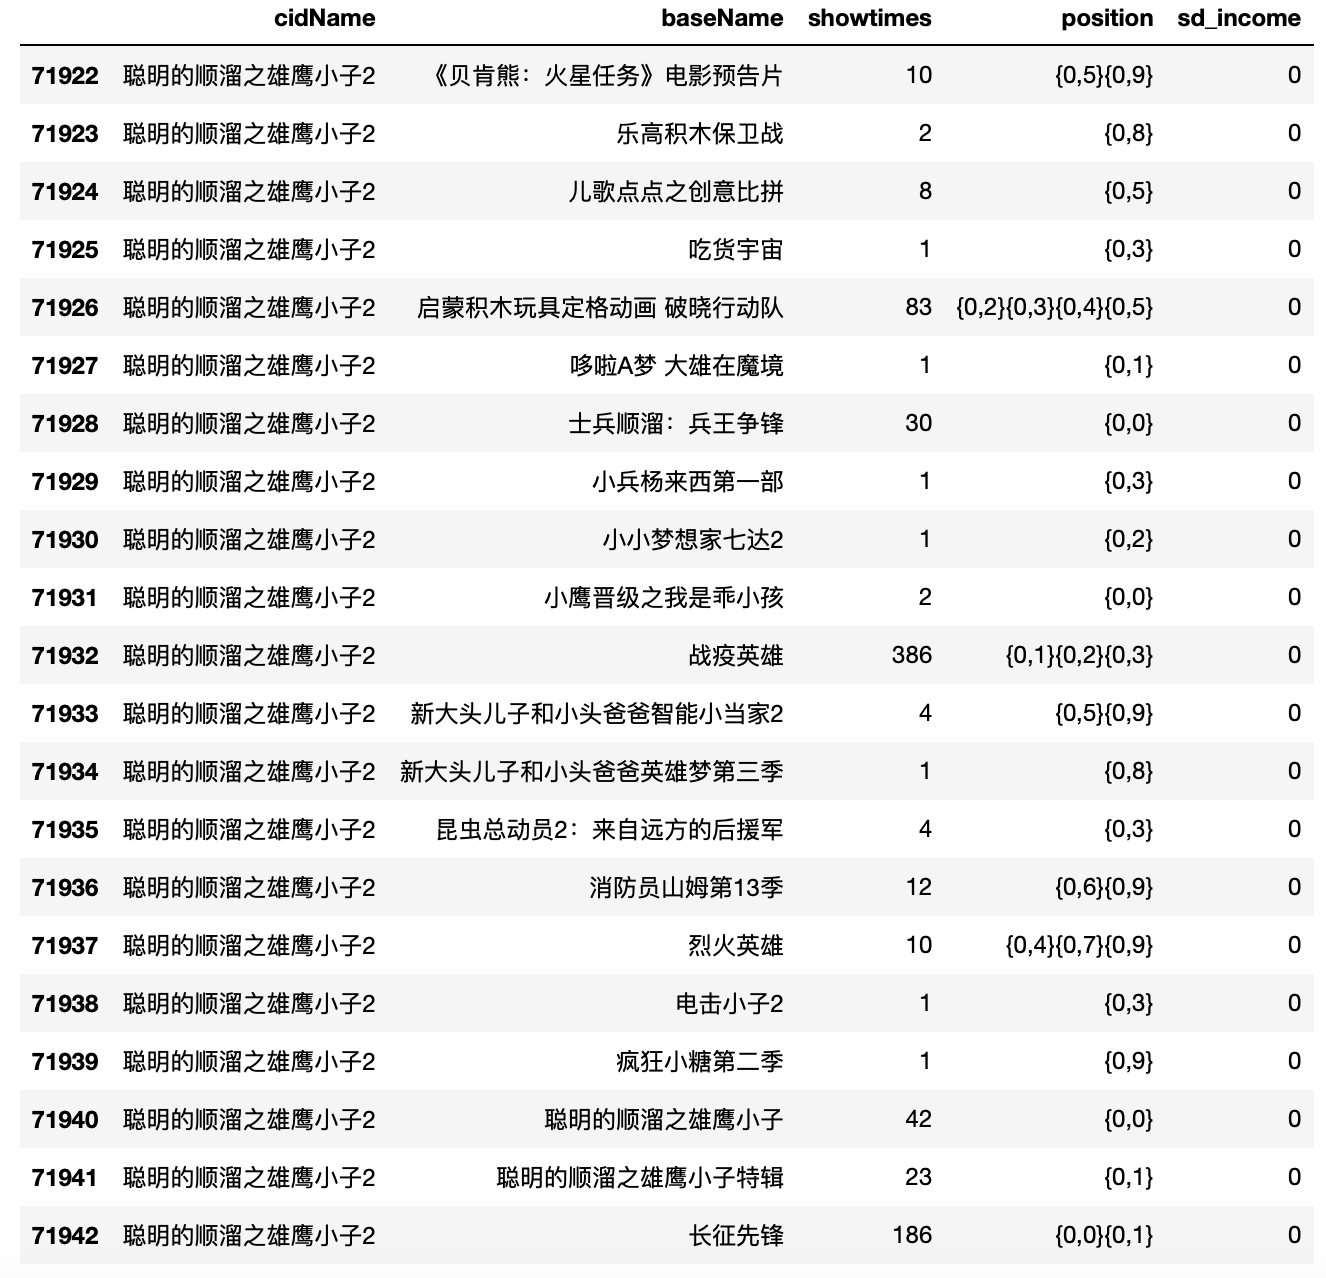 cidName baseName showtimes position sd_income
71922 聪明的顺溜之雄鹰小子2 《贝肯熊：火星任务》电影预告片 10 {0,5}{0,9} 0
71923 聪明的顺溜之雄鹰小子2 乐高积木保卫战 2 {0,8} 0
71924 聪明的顺溜之雄鹰小子2 儿歌点点之创意比拼 8 {0,5} 0
71925 聪明的顺溜之雄鹰小子2 吃货宇宙 1 {0,3} 0
71926 聪明的顺溜之雄鹰小子2 启蒙积木玩具定格动画 破晓行动队 83 {0,2}{0,3}{0,4}{0,5} 0
71927 聪明的顺溜之雄鹰小子2 哆啦A梦 大雄在魔境 1 {0,1} 0
71928 聪明的顺溜之雄鹰小子2 士兵顺溜：兵王争锋 30 {0,0} 0
71929 聪明的顺溜之雄鹰小子2 小兵杨来西第一部 1 {0,3} 0
71930 聪明的顺溜之雄鹰小子2 小小梦想家七达2 1 {0,2} 0
71931 聪明的顺溜之雄鹰小子2 小鹰晋级之我是乖小孩 2 {0,0} 0
71932 聪明的顺溜之雄鹰小子2 战疫英雄 386 {0,1}{0,2}{0,3} 0
71933 聪明的顺溜之雄鹰小子2 新大头儿子和小头爸爸智能小当家2 4 {0,5}{0,9} 0
71934 聪明的顺溜之雄鹰小子2 新大头儿子和小头爸爸英雄梦第三季 1 {0,8} 0
71935 聪明的顺溜之雄鹰小子2 昆虫总动员2：来自远方的后援军 4 {0,3} 0
71936 聪明的顺溜之雄鹰小子2 消防员山姆第13季 12 {0,6}{0,9} 0
71937 聪明的顺溜之雄鹰小子2 烈火英雄 10 {0,4}{0,7}{0,9} 0
71938 聪明的顺溜之雄鹰小子2 电击小子2 1 {0,3} 0
71939 聪明的顺溜之雄鹰小子2 疯狂小糖第二季 1 {0,9} 0
71940 聪明的顺溜之雄鹰小子2 聪明的顺溜之雄鹰小子 42 {0,0} 0
71941 聪明的顺溜之雄鹰小子2 聪明的顺溜之雄鹰小子特辑 23 {0,1} 0
71942 聪明的顺溜之雄鹰小子2 长征先锋 186 {0,0}{0,1} 0